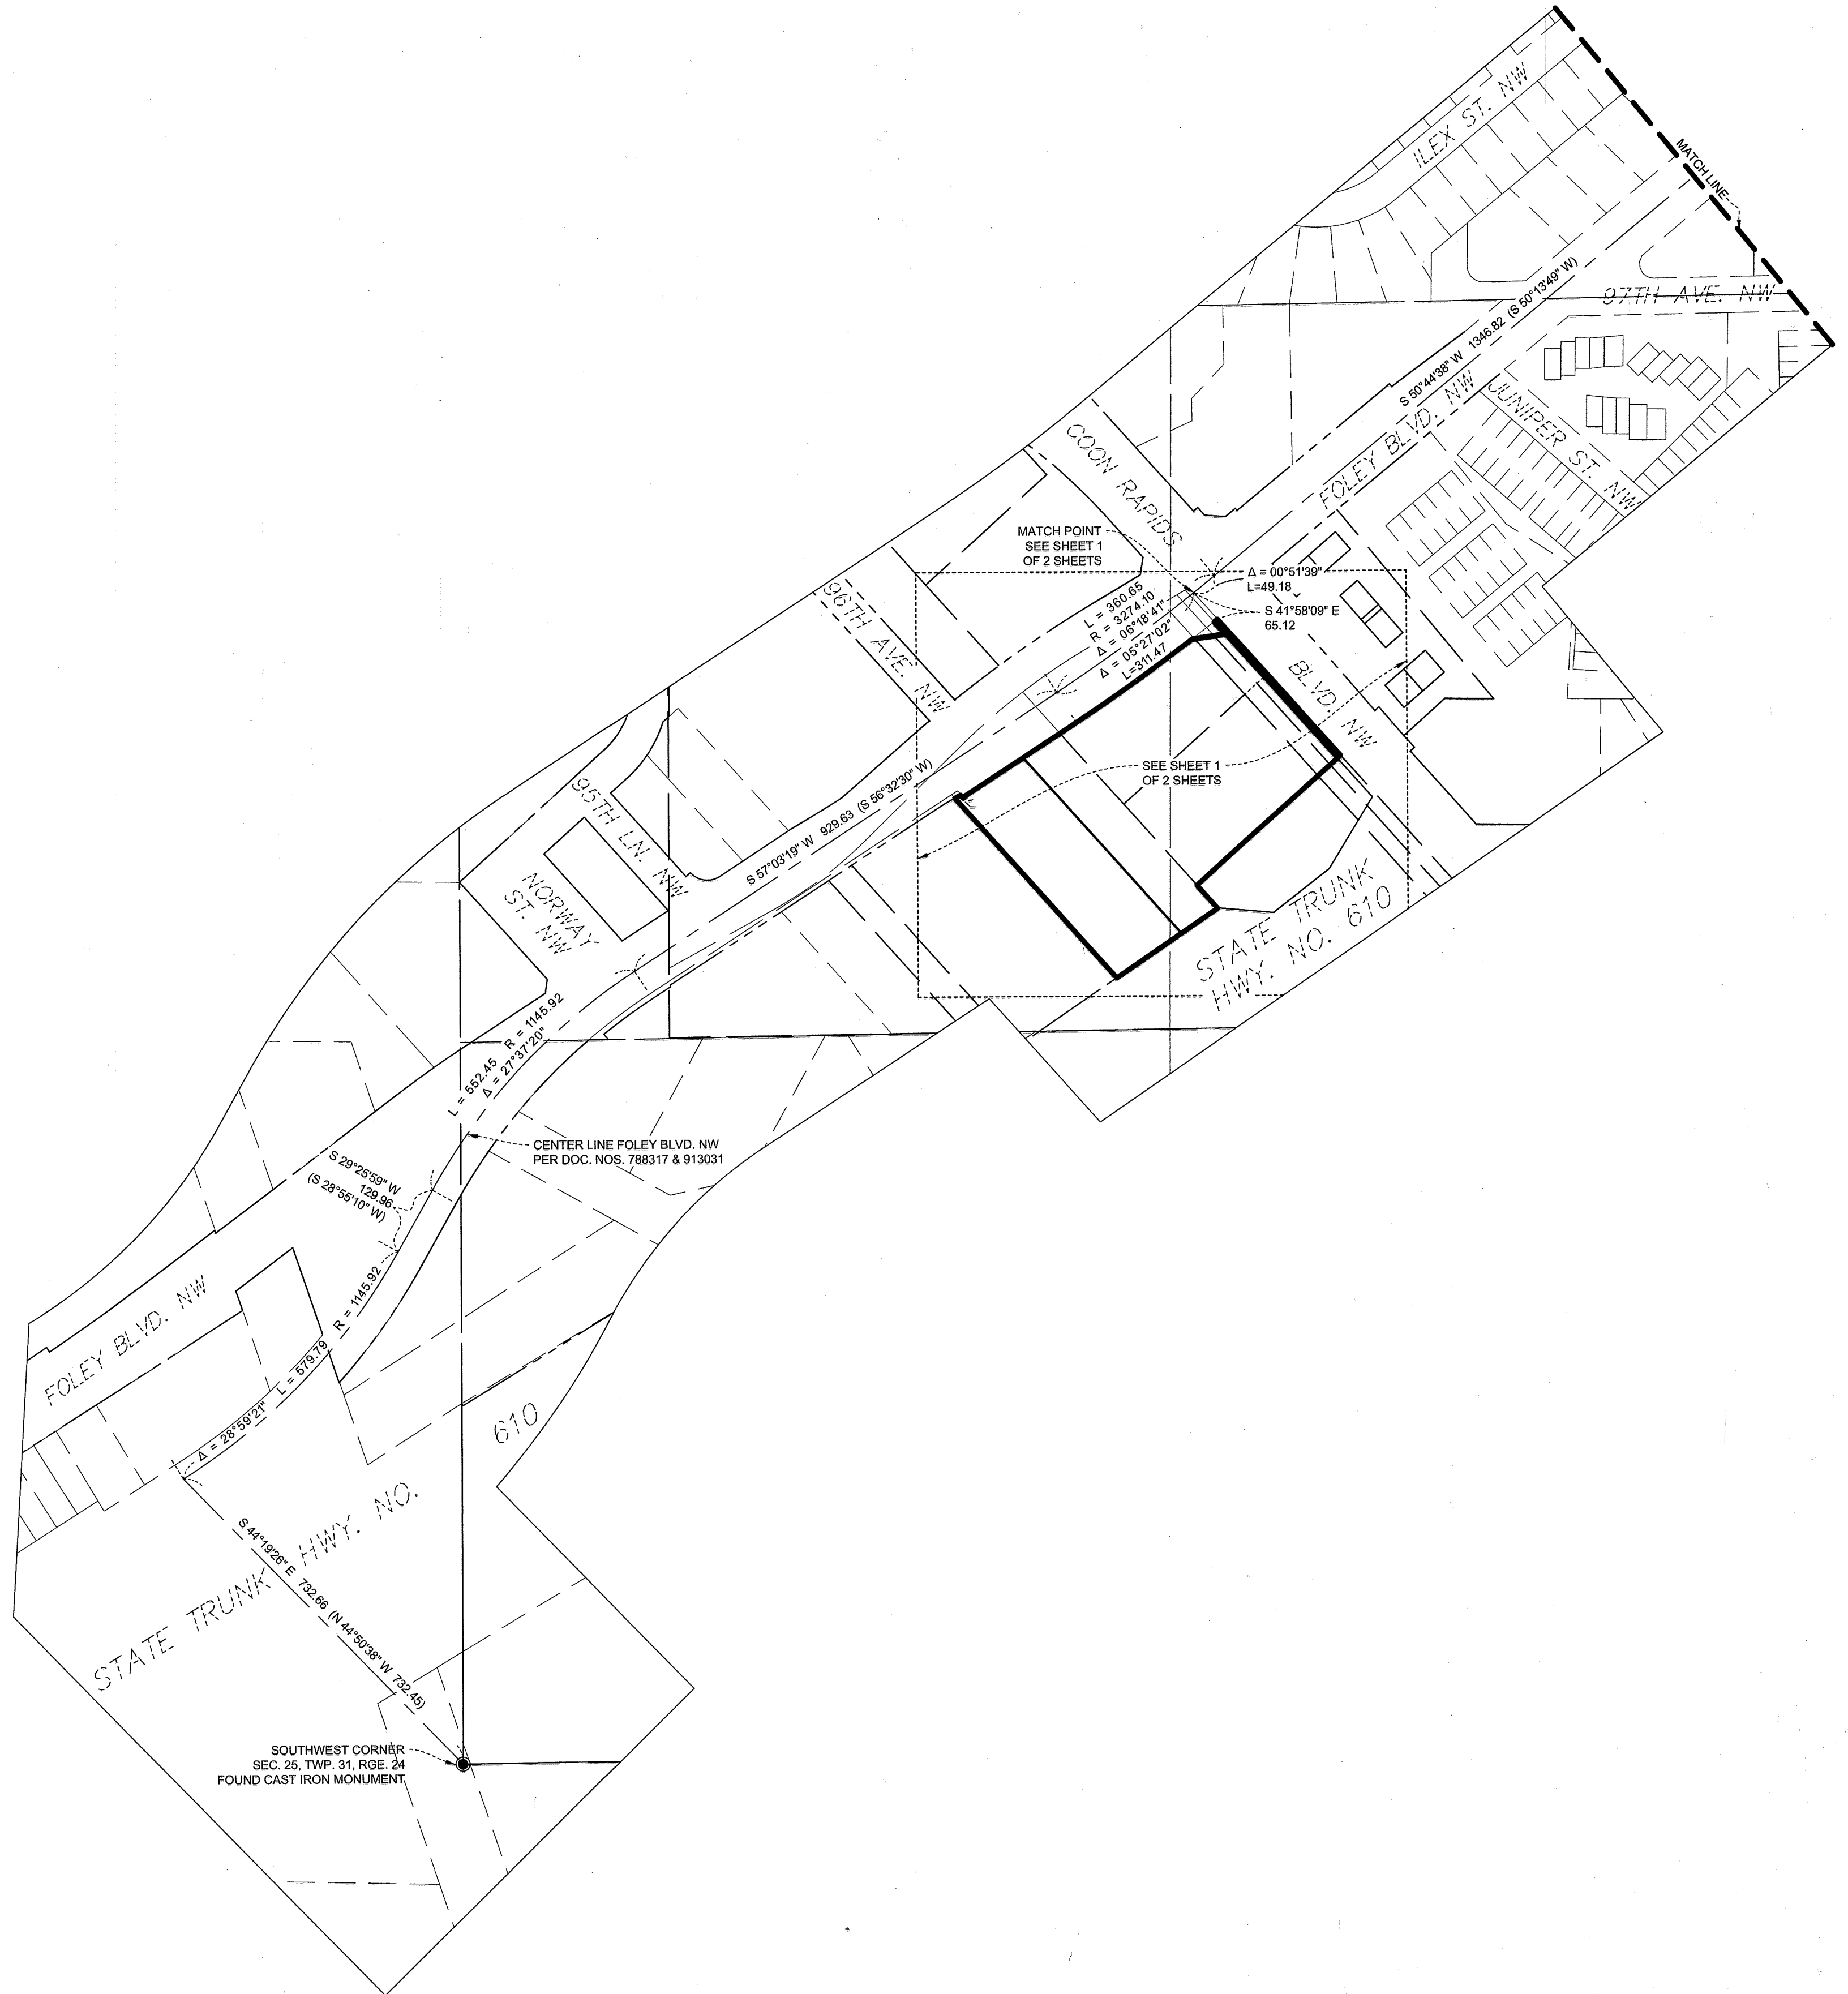 ILEX ST. NW
MATCH LINE
97TH AVE. NW
S 50°44'38" W 1346.82 (S 50°13'49" W)
FOLEY BLVD. NW
JUNIPER ST. NW
COON RAPIDS
BLVD. NW
MATCH POINT
SEE SHEET 1
OF 2 SHEETS
Δ = 00°51'39"
L=49.18
S 41°58'09" E
65.12
L = 360.65
R = 3274.10
Δ = 06°18'41"
Δ = 05°27'02"
L=311.47
96TH AVE. NW
SEE SHEET 1
OF 2 SHEETS
95TH LN. NW
S 57°03'19" W 929.63 (S 56°32'30" W)
NORWAY
ST. NW
STATE TRUNK
HWY. NO. 610
L = 552.45 R = 1145.92
Δ = 27°37'20"
CENTER LINE FOLEY BLVD. NW
PER DOC. NOS. 788317 & 913031
S 29°25'59" W
129.96
(S 28°55'10" W)
FOLEY BLVD. NW
Δ = 28°59'21" L = 579.79 R = 1145.92
610
STATE TRUNK HWY. NO.
S 44°19'26" E 732.66 (N 44°50'38" W 732.45)
SOUTHWEST CORNER
SEC. 25, TWP. 31, RGE. 24
FOUND CAST IRON MONUMENT